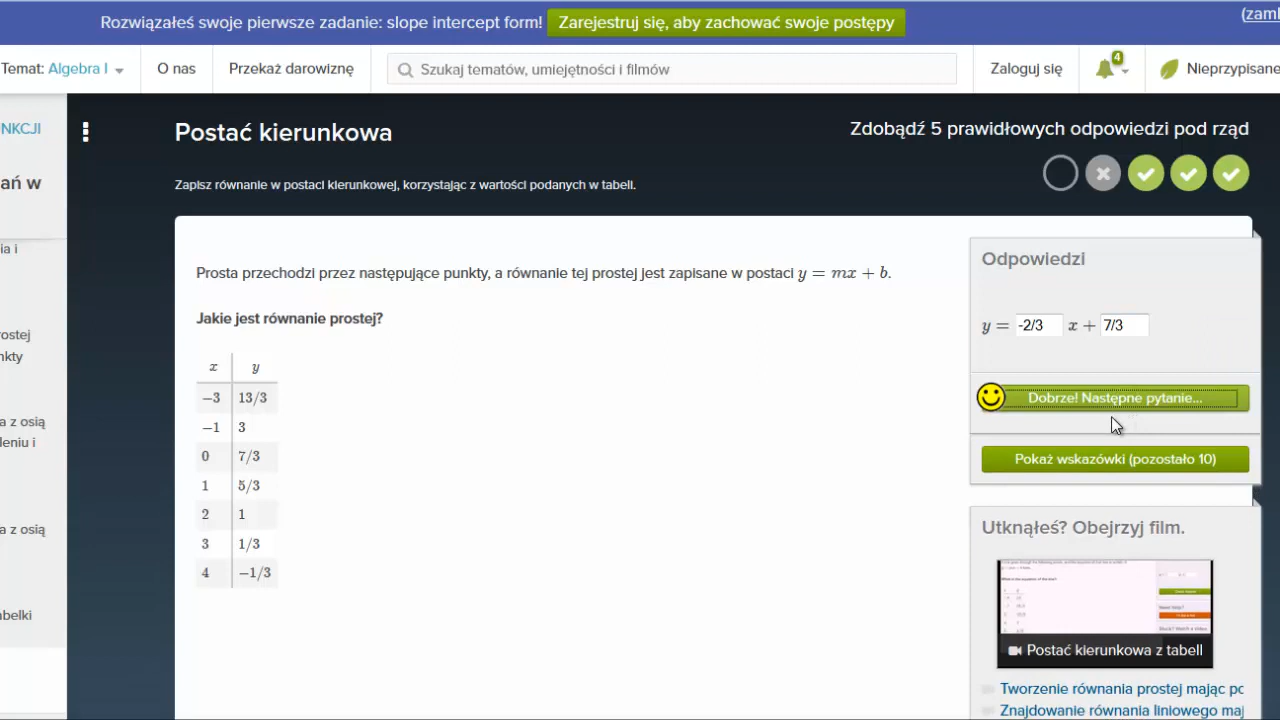 Rozwiązałeś swoje pierwsze zadanie: slope intercept form! Zarejestruj się, aby zachować swoje postępy
Temat: Algebra I O nas Przekaż darowiznę Szukaj tematów, umiejętności i filmów Zaloguj się 4 Nieprzypisane
NKCJI
Postać kierunkowa
Zdobądź 5 prawidłowych odpowiedzi pod rząd
ań w
Zapisz równanie w postaci kierunkowej, korzystając z wartości podanych w tabeli.
ia i
Prosta przechodzi przez następujące punkty, a równanie tej prostej jest zapisane w postaci y = mx + b.
Jakie jest równanie prostej?
x y
−3 13/3
−1 3
0 7/3
1 5/3
2 1
3 1/3
4 −1/3
rostej
nkty
a z osią
leniu i
a z osią
abelki
Odpowiedzi
y = -2/3 x + 7/3
Dobrze! Następne pytanie...
Pokaż wskazówki (pozostało 10)
Utknąłeś? Obejrzyj film.
Postać kierunkowa z tabell
Tworzenie równania prostej mając pc
Znajdowanie równania liniowego maj